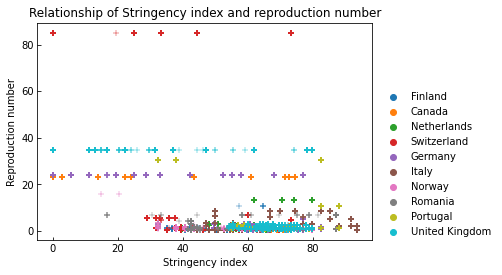 Relationship of Stringency index and reproduction number
Reproduction number
80
60
40
20
0
0
20
40
60
80
Stringency index
Finland
Canada
Netherlands
Switzerland
Germany
Italy
Norway
Romania
Portugal
United Kingdom